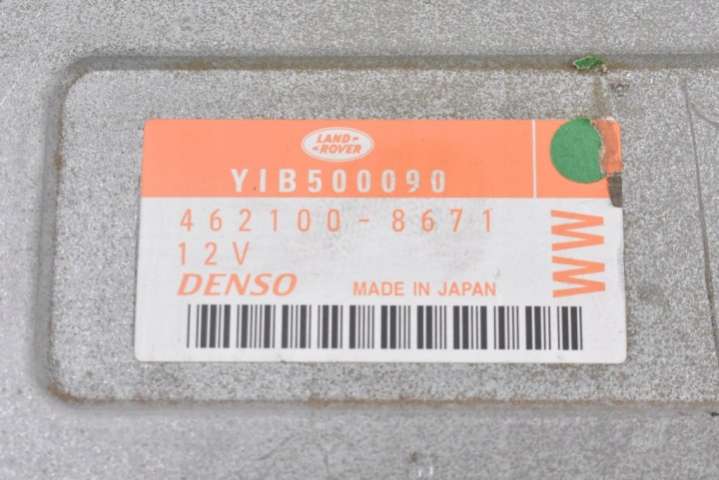 LAND
ROVER
YIB500090
462100-8671
12V
DENSO MADE IN JAPAN
WW